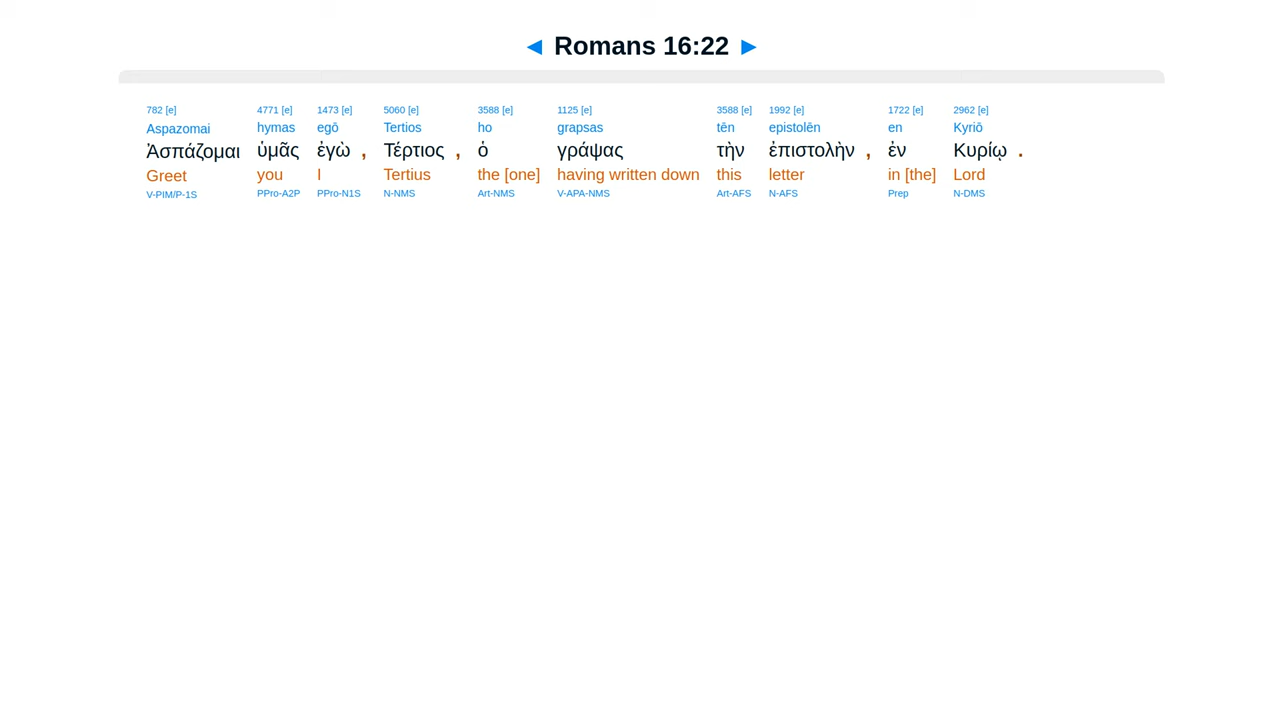 ◄ Romans 16:22 ►
782 [e] 4771 [e] 1473 [e] 5060 [e] 3588 [e] 1125 [e] 3588 [e] 1992 [e] 1722 [e] 2962 [e]
Aspazomai hymas egō Tertios ho grapsas tēn epistolēn en Kyriō
Ἀσπάζομαι ὑμᾶς ἐγὼ , Τέρτιος , ὁ γράψας τὴν ἐπιστολὴν , ἐν Κυρίῳ .
Greet you I Tertius the [one] having written down this letter in [the] Lord
V-PIM/P-1S PPro-A2P PPro-N1S N-NMS Art-NMS V-APA-NMS Art-AFS N-AFS Prep N-DMS